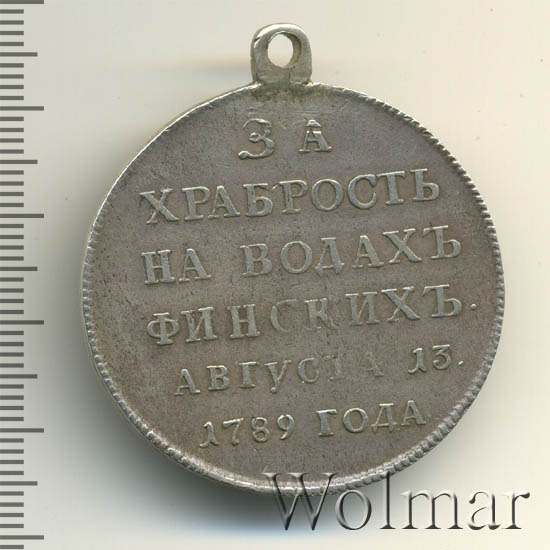 ЗА
ХРАБРОСТЬ
НА ВОДАХЪ
ФИНСКИХЪ.
АВГУСТА 13.
1789 ГОДА
Wolmar